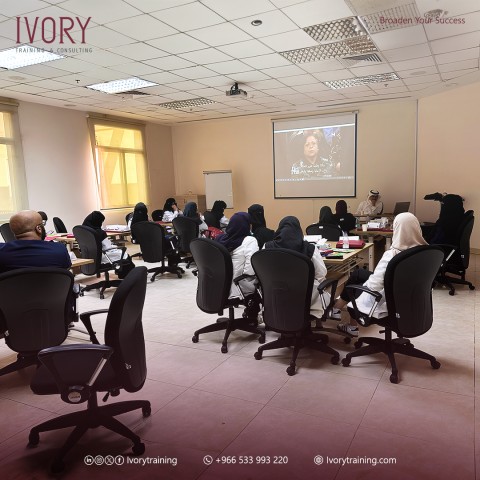 IVORY
TRAINING & CONSULTING
Broaden Your Success
Ivorytraining
+966 533 993 220
Ivorytraining.com